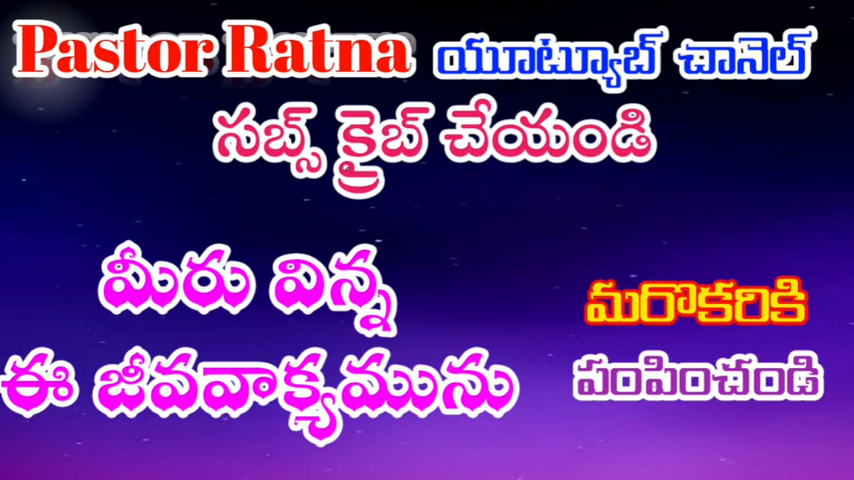 Pastor Ratna యూట్యూబ్ చానెల్
సబ్స్ క్రైబ్ చేయండి
మీరు విన్న
ఈ జీవవాక్యమును
మరొకరికి
పంపించండి